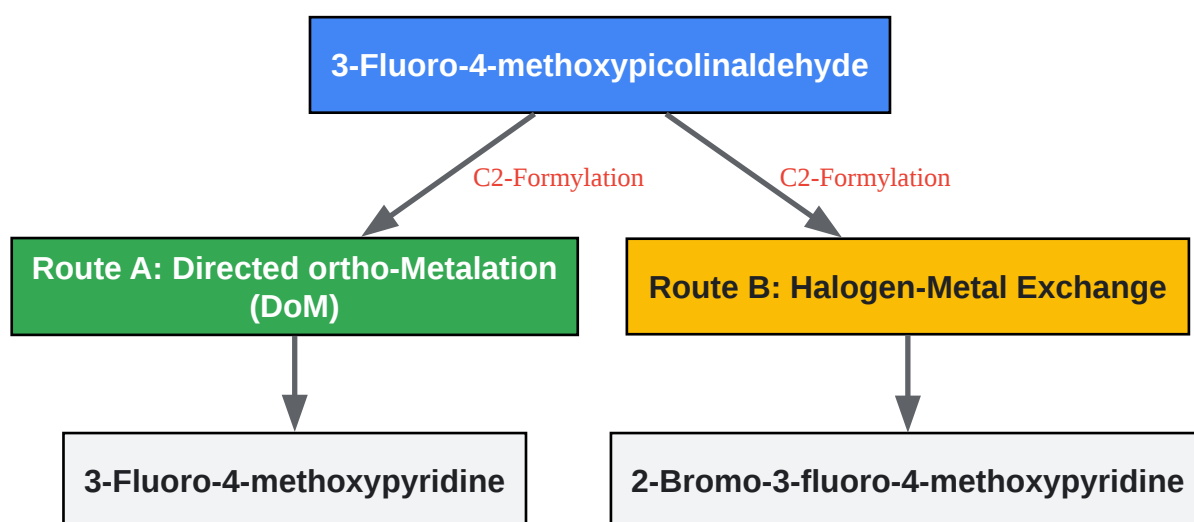 3-Fluoro-4-methoxypicolinaldehyde
C2-Formylation
C2-Formylation
Route A: Directed ortho-Metalation
(DoM)
Route B: Halogen-Metal Exchange
3-Fluoro-4-methoxypyridine
2-Bromo-3-fluoro-4-methoxypyridine